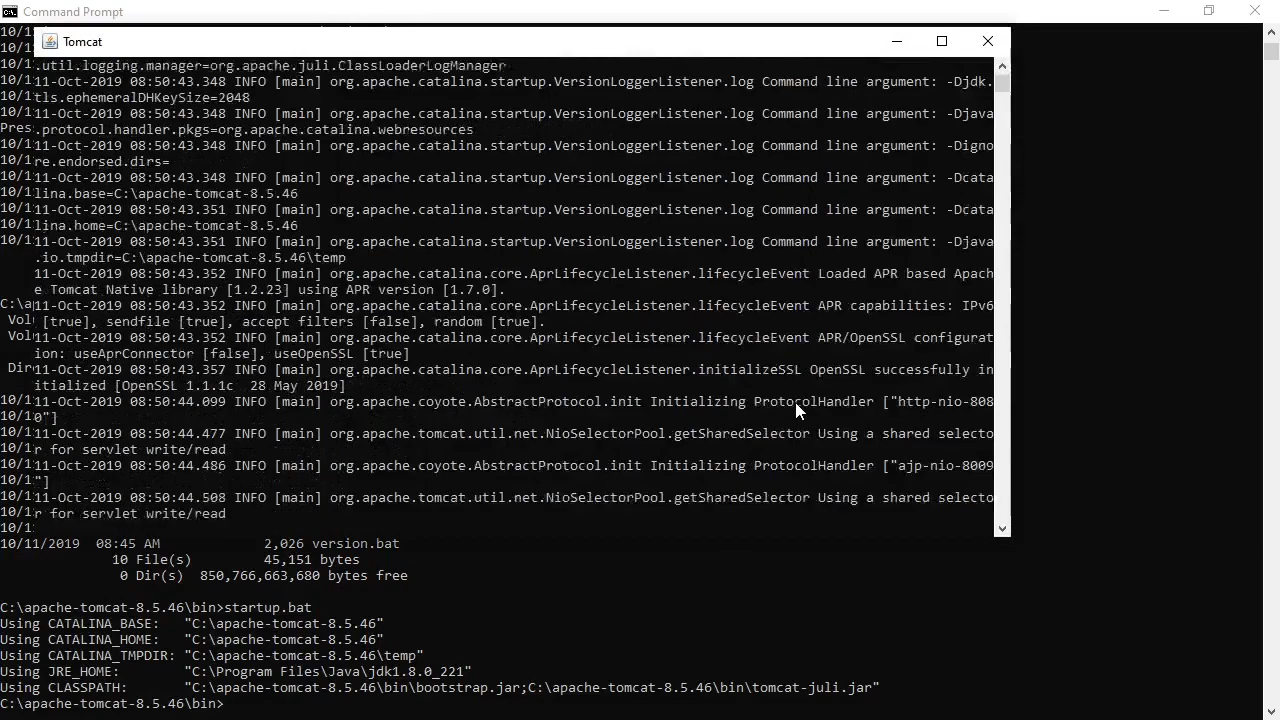 Command Prompt
Tomcat
.util.logging.manager=org.apache.juli.ClassLoaderLogManager
11-Oct-2019 08:50:43.348 INFO [main] org.apache.catalina.startup.VersionLoggerListener.log Command line argument: -Djdk.
tls.ephemeralDHKeySize=2048
11-Oct-2019 08:50:43.348 INFO [main] org.apache.catalina.startup.VersionLoggerListener.log Command line argument: -Djava
.protocol.handler.pkgs=org.apache.catalina.webresources
11-Oct-2019 08:50:43.348 INFO [main] org.apache.catalina.startup.VersionLoggerListener.log Command line argument: -Digno
re.endorsed.dirs=
11-Oct-2019 08:50:43.348 INFO [main] org.apache.catalina.startup.VersionLoggerListener.log Command line argument: -Dcata
lina.base=C:\apache-tomcat-8.5.46
11-Oct-2019 08:50:43.351 INFO [main] org.apache.catalina.startup.VersionLoggerListener.log Command line argument: -Dcata
lina.home=C:\apache-tomcat-8.5.46
11-Oct-2019 08:50:43.351 INFO [main] org.apache.catalina.startup.VersionLoggerListener.log Command line argument: -Djava
.io.tmpdir=C:\apache-tomcat-8.5.46\temp
11-Oct-2019 08:50:43.352 INFO [main] org.apache.catalina.core.AprLifecycleListener.lifecycleEvent Loaded APR based Apach
e Tomcat Native library [1.2.23] using APR version [1.7.0].
11-Oct-2019 08:50:43.352 INFO [main] org.apache.catalina.core.AprLifecycleListener.lifecycleEvent APR capabilities: IPv6
[true], sendfile [true], accept filters [false], random [true].
11-Oct-2019 08:50:43.352 INFO [main] org.apache.catalina.core.AprLifecycleListener.lifecycleEvent APR/OpenSSL configurat
ion: useAprConnector [false], useOpenSSL [true]
11-Oct-2019 08:50:43.357 INFO [main] org.apache.catalina.core.AprLifecycleListener.initializeSSL OpenSSL successfully in
itialized [OpenSSL 1.1.1c  28 May 2019]
11-Oct-2019 08:50:44.099 INFO [main] org.apache.coyote.AbstractProtocol.init Initializing ProtocolHandler ["http-nio-808
0"]
11-Oct-2019 08:50:44.477 INFO [main] org.apache.tomcat.util.net.NioSelectorPool.getSharedSelector Using a shared selecto
r for servlet write/read
11-Oct-2019 08:50:44.486 INFO [main] org.apache.coyote.AbstractProtocol.init Initializing ProtocolHandler ["ajp-nio-8009
"]
11-Oct-2019 08:50:44.508 INFO [main] org.apache.tomcat.util.net.NioSelectorPool.getSharedSelector Using a shared selecto
r for servlet write/read
10/11/2019  08:45 AM             2,026 version.bat
10 File(s)         45,151 bytes
0 Dir(s)  850,766,663,680 bytes free
C:\apache-tomcat-8.5.46\bin>startup.bat
Using CATALINA_BASE:   "C:\apache-tomcat-8.5.46"
Using CATALINA_HOME:   "C:\apache-tomcat-8.5.46"
Using CATALINA_TMPDIR: "C:\apache-tomcat-8.5.46\temp"
Using JRE_HOME:        "C:\Program Files\Java\jdk1.8.0_221"
Using CLASSPATH:       "C:\apache-tomcat-8.5.46\bin\bootstrap.jar;C:\apache-tomcat-8.5.46\bin\tomcat-juli.jar"
C:\apache-tomcat-8.5.46\bin>